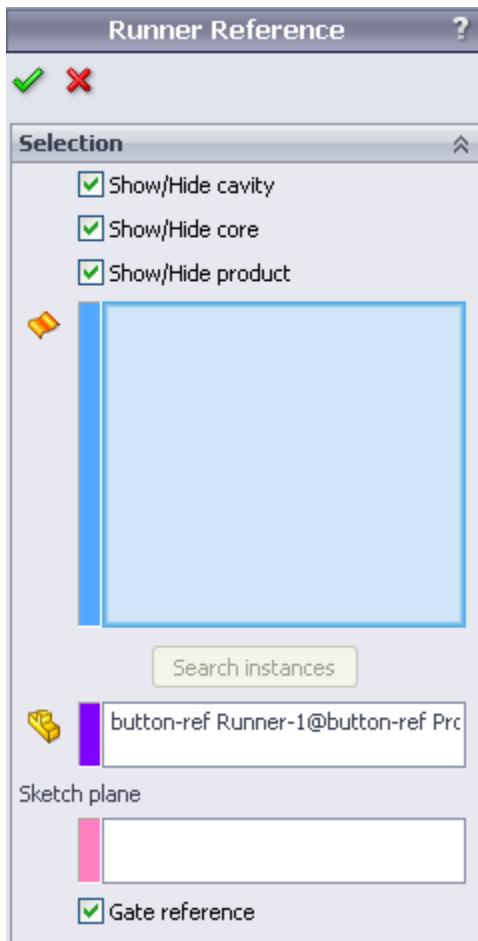 Runner Reference ?
Selection
Show/Hide cavity
Show/Hide core
Show/Hide product
Search instances
button-ref Runner-1@button-ref Prc
Sketch plane
Gate reference